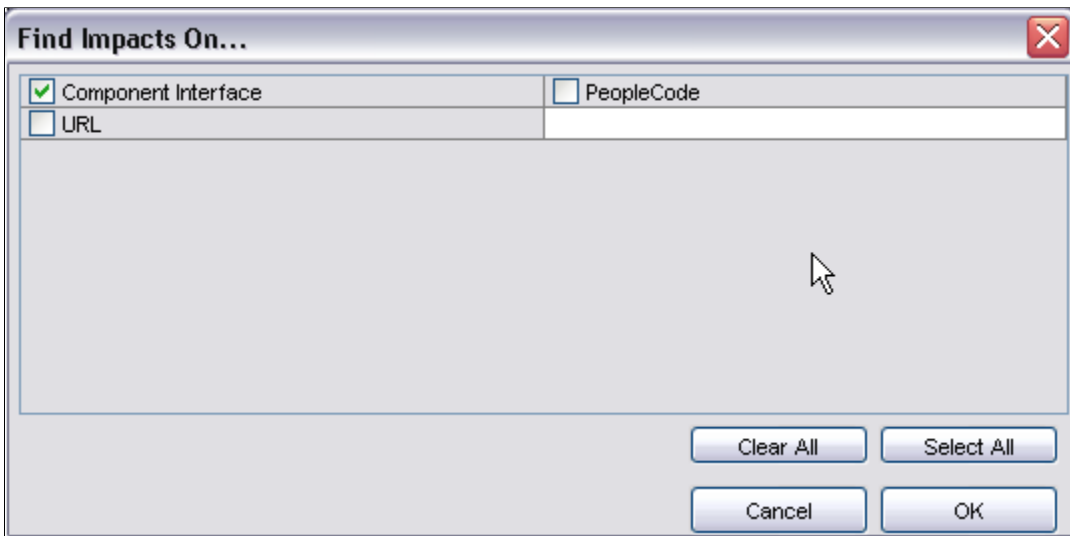 Find Impacts On...
Component Interface PeopleCode
URL
Clear All Select All
Cancel OK